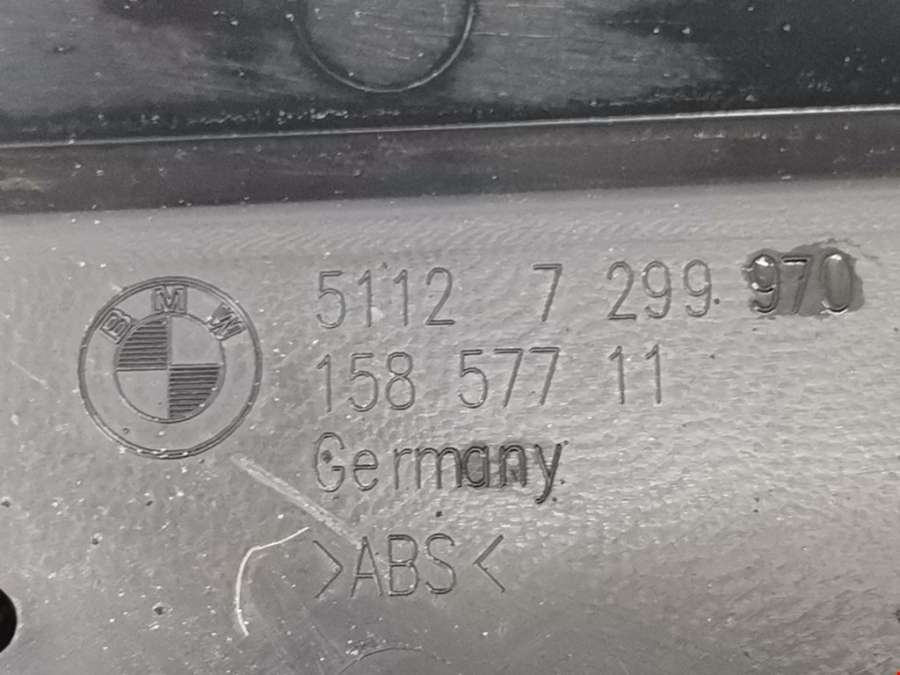 BMW
5112 7 299 970
158 577 11
Germany
>ABS<